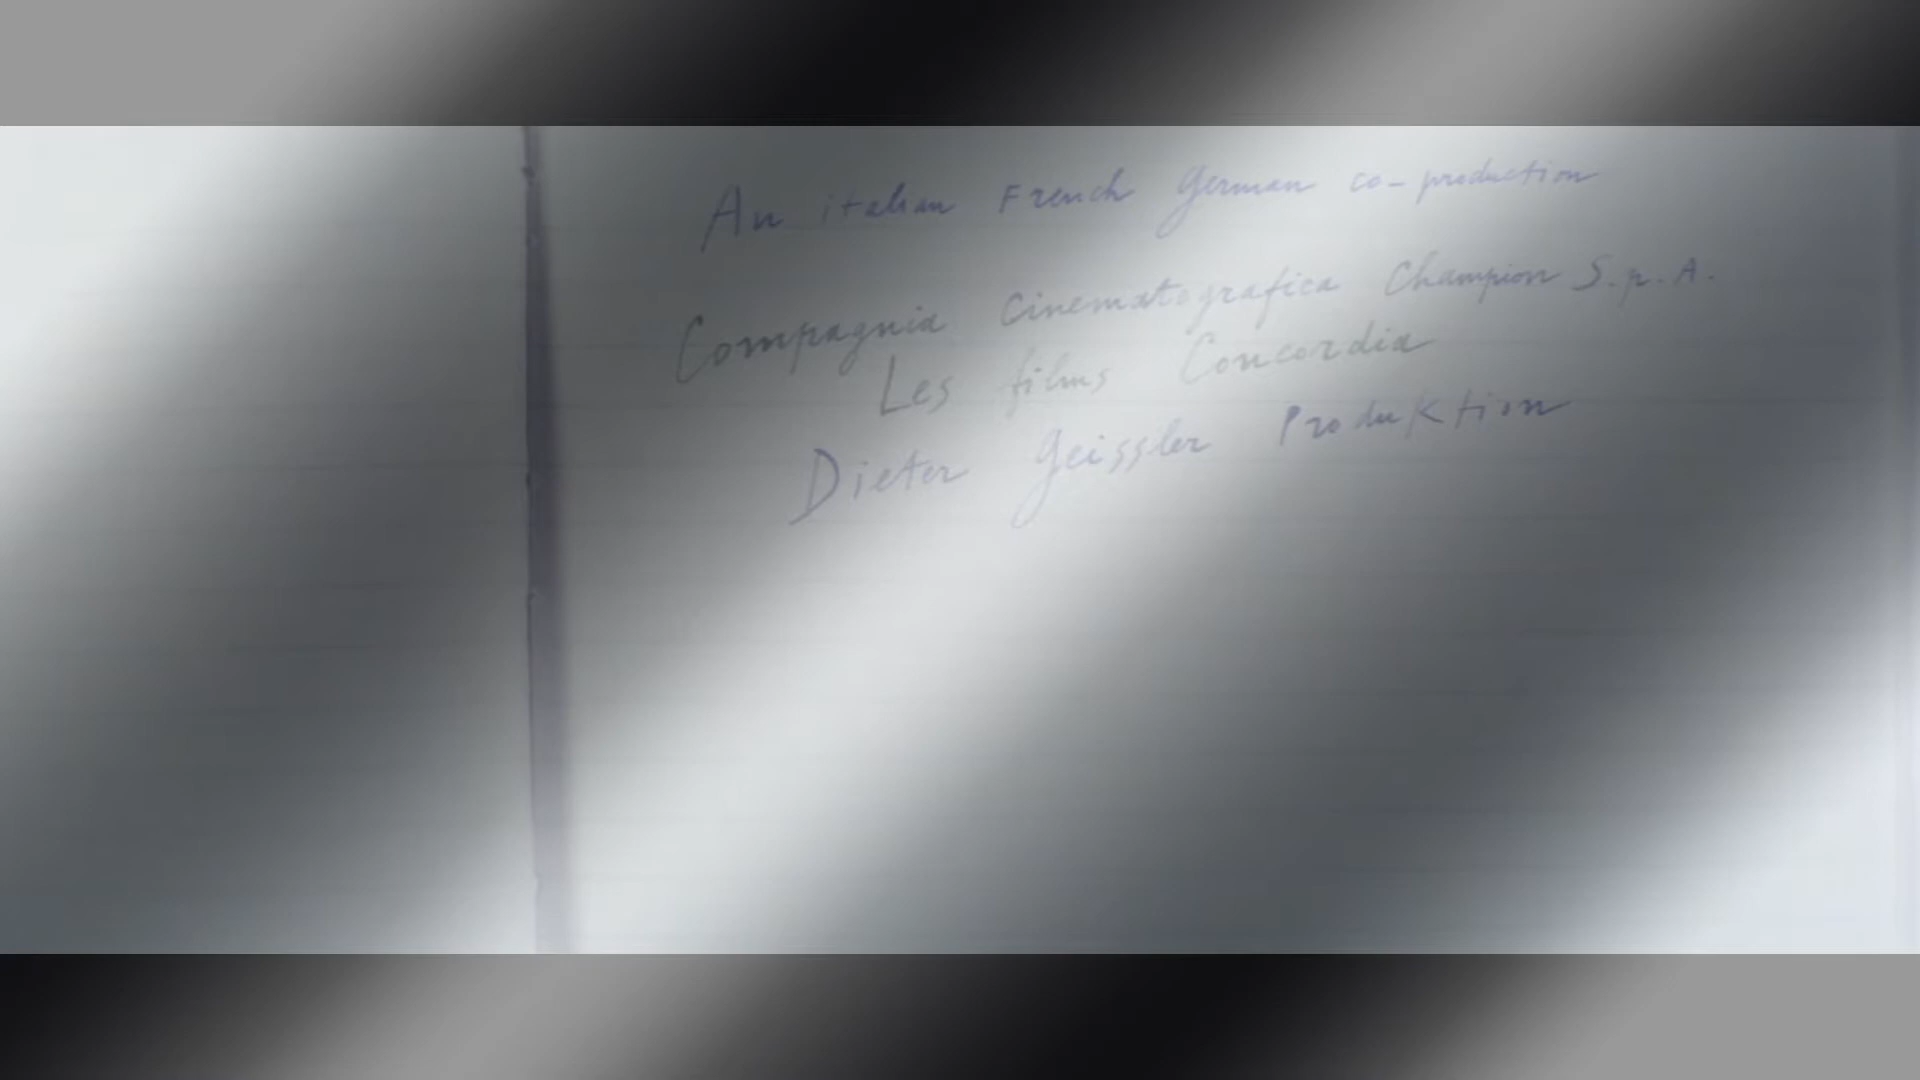 An italian French German co-production
Compagnia Cinematografica Champion S.p.A.
Les films Concordia
Dieter Geissler Produktion